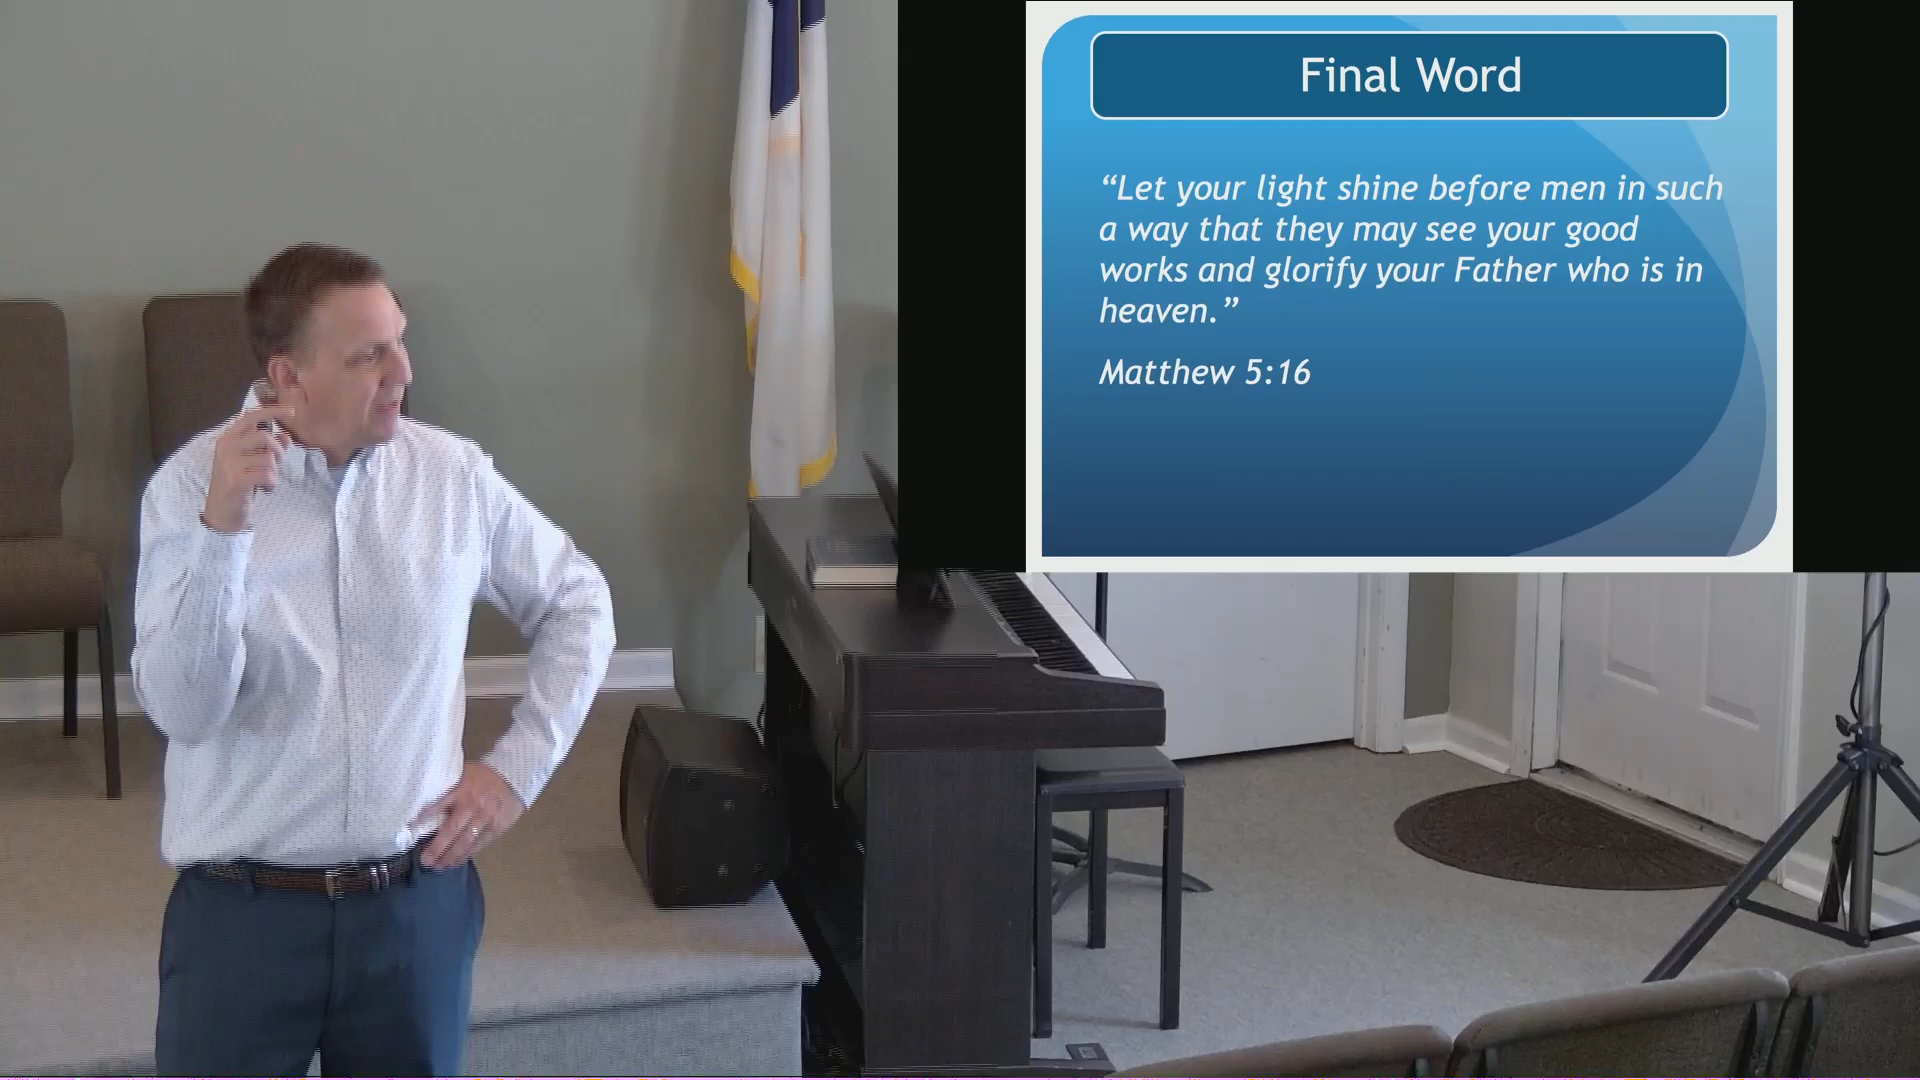 Final Word
“Let your light shine before men in such
a way that they may see your good
works and glorify your Father who is in
heaven.”
Matthew 5:16